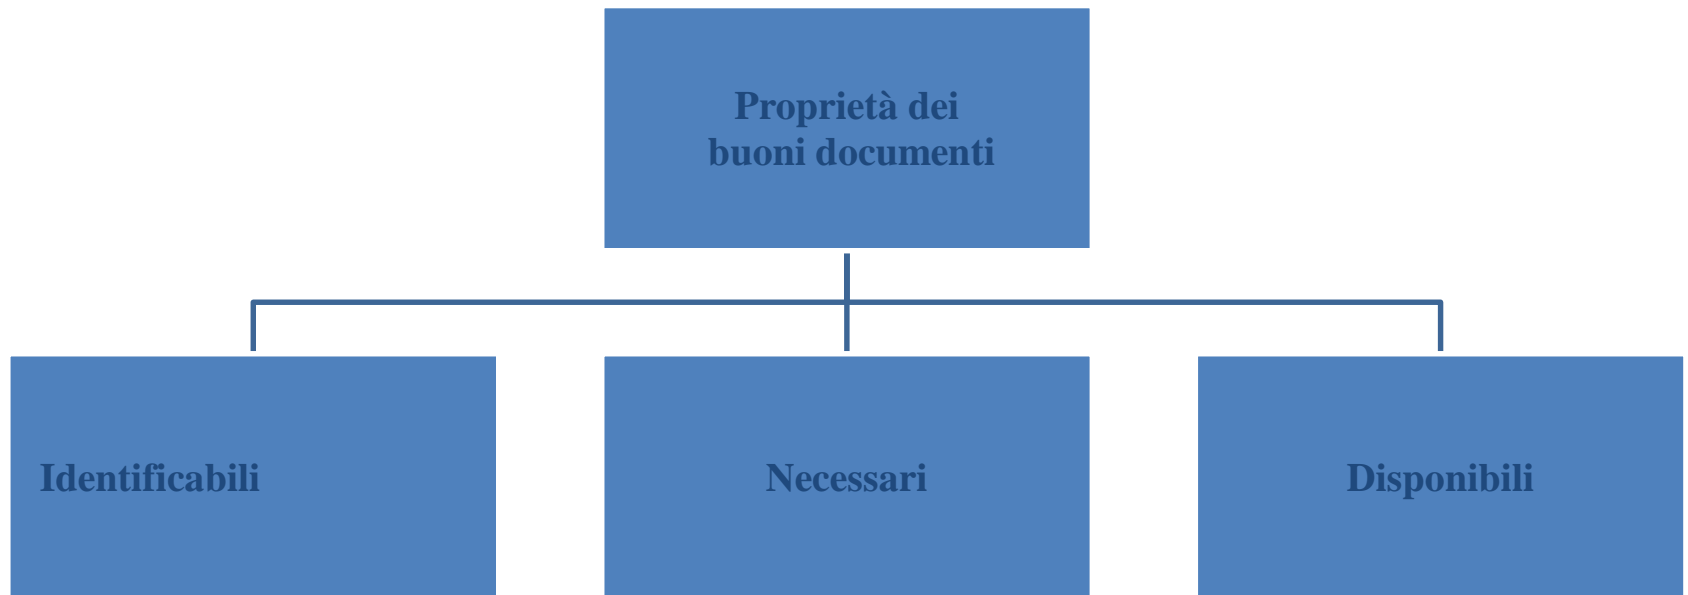 Proprietà dei
buoni documenti
Identificabili
Necessari
Disponibili